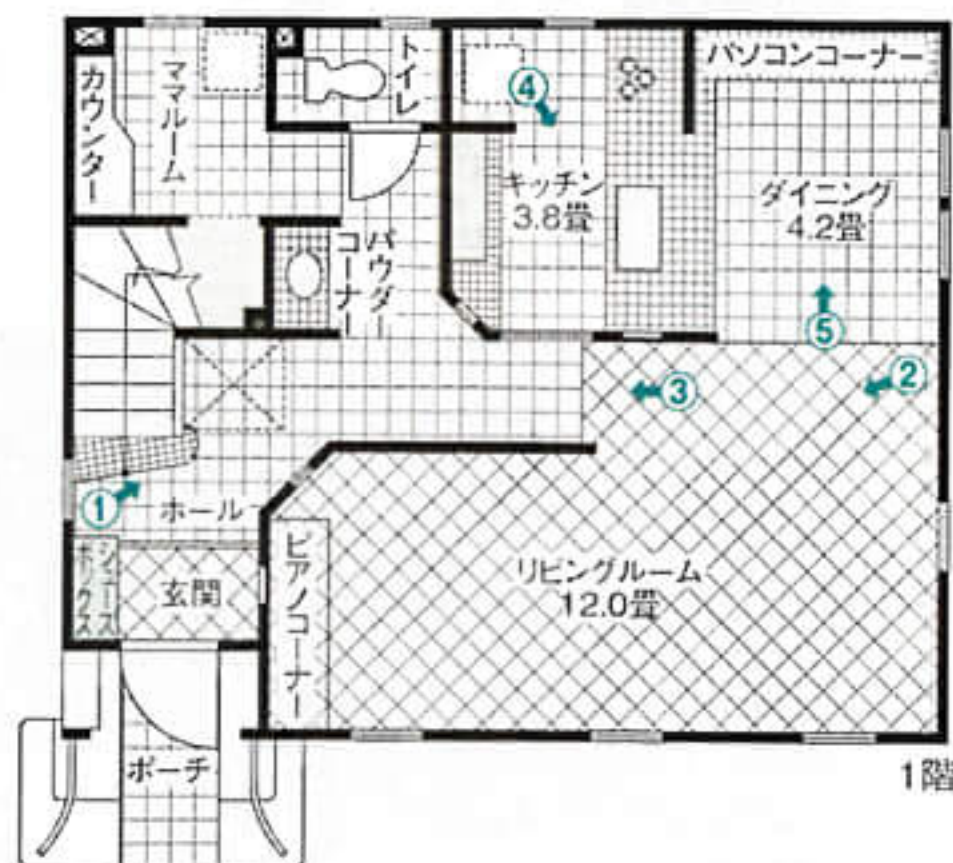 トイレ
パソコンコーナー
カウンター
ママルーム
④
キッチン
3.8畳
ダイニング
4.2畳
パウダー
コーナー
⑤
②
③
①
ホール
シューズ
ボックス
玄関
ピアノコーナー
リビングルーム
12.0畳
ポーチ
1階